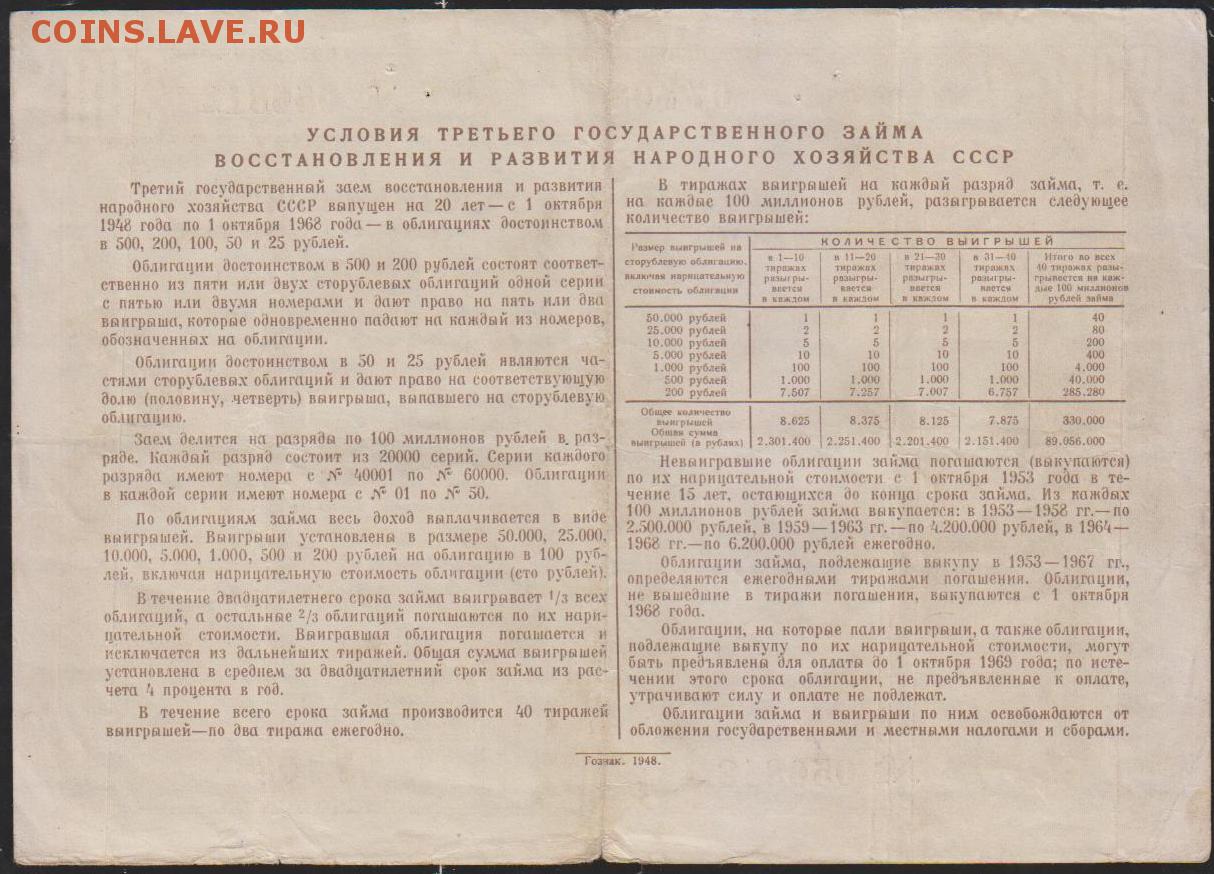 COINS.LAVE.RU
УСЛОВИЯ ТРЕТЬЕГО ГОСУДАРСТВЕННОГО ЗАЙМА
ВОССТАНОВЛЕНИЯ И РАЗВИТИЯ НАРОДНОГО ХОЗЯЙСТВА СССР
Третий государственный заем восстановления и развития
народного хозяйства СССР выпущен на 20 лет — с 1 октября
1948 года по 1 октября 1968 года — в облигациях достоинством
в 500, 200, 100, 50 и 25 рублей.
Облигации достоинством в 500 и 200 рублей состоят соответ-
ственно из пяти или двух сторублевых облигаций одной серии
с пятью или двумя номерами и дают право на пять или два
выигрыша, которые одновременно падают на каждый из номеров,
обозначенных на облигации.
Облигации достоинством в 50 и 25 рублей являются ча-
стями сторублевых облигаций и дают право на соответствующую
долю (половину, четверть) выигрыша, выпавшего на сторублевую
облигацию.
Заем делится на разряды по 100 миллионов рублей в раз-
ряде. Каждый разряд состоит из 20000 серий. Серии каждого
разряда имеют номера с № 40001 по № 60000. Облигации
в каждой серии имеют номера с № 01 по № 50.
По облигациям займа весь доход выплачивается в виде
выигрышей. Выигрыши установлены в размере 50.000, 25.000,
10.000, 5.000, 1.000, 500 и 200 рублей на облигацию в 100 руб-
лей, включая нарицательную стоимость облигации (сто рублей).
В течение двадцатилетнего срока займа выигрывает 1/3 всех
облигаций, а остальные 2/3 облигаций погашаются по их нари-
цательной стоимости. Выигравшая облигация погашается и
исключается из дальнейших тиражей. Общая сумма выигрышей
установлена в среднем за двадцатилетний срок займа из рас-
чета 4 процента в год.
В течение всего срока займа производится 40 тиражей
выигрышей—по два тиража ежегодно.
В тиражах выигрышей на каждый разряд займа, т. е.
на каждые 100 миллионов рублей, разыгрывается следующее
количество выигрышей:
Размер выигрышей на
сторублевую облигацию,
включая нарицательную
стоимость облигации
КОЛИЧЕСТВО ВЫИГРЫШЕЙ
в 1—10 тиражах разыгры- вается в каждом
в 11—20 тиражах разыгры- вается в каждом
в 21—30 тиражах разыгры- вается в каждом
в 31—40 тиражах разыгры- вается в каждом
Итого во всех 40 тиражах разы- грывается на каж- дые 100 миллионов рублей займа
50.000 рублей 1 1 1 1 40
25.000 рублей 2 2 2 2 80
10.000 рублей 5 5 5 5 200
5.000 рублей 10 10 10 10 400
1.000 рублей 100 100 100 100 4.000
500 рублей 1.000 1.000 1.000 1.000 40.000
200 рублей 7.507 7.257 7.007 6.757 285.280
Общее количество
выигрышей 8.625 8.375 8.125 7.875 330.000
Общая сумма
выигрышей (в рублях) 2.301.400 2.251.400 2.201.400 2.151.400 89.056.000
Невыигравшие облигации займа погашаются (выкупаются)
по их нарицательной стоимости с 1 октября 1953 года в те-
чение 15 лет, остающихся до конца срока займа. Из каждых
100 миллионов рублей займа выкупается: в 1953—1958 гг.—по
2.500.000 рублей, в 1959—1963 гг.—по 4.200.000 рублей, в 1964—
1968 гг.—по 6.200.000 рублей ежегодно.
Облигации займа, подлежащие выкупу в 1953—1967 гг.,
определяются ежегодными тиражами погашения. Облигации,
не вышедшие в тиражи погашения, выкупаются с 1 октября
1968 года.
Облигации, на которые пали выигрыши, а также облигации,
подлежащие выкупу по их нарицательной стоимости, могут
быть предъявлены для оплаты до 1 октября 1969 года; по исте-
чении этого срока облигации, не предъявленные к оплате,
утрачивают силу и оплате не подлежат.
Облигации займа и выигрыши по ним освобождаются от
обложения государственными и местными налогами и сборами.
Гознак. 1948.